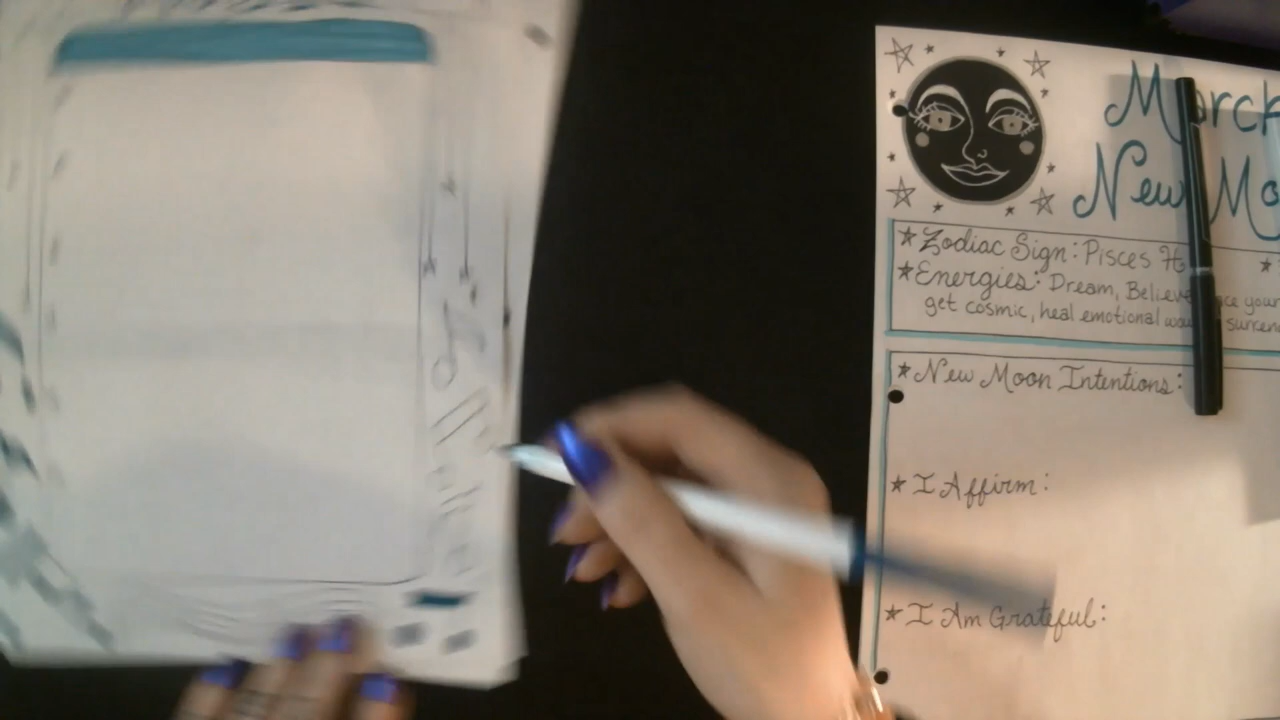 March
New Mo
Zodiac Sign: Pisces
Energies: Dream, Believe your
get cosmic, heal emotional
New Moon Intentions:
I Affirm:
I Am Grateful: